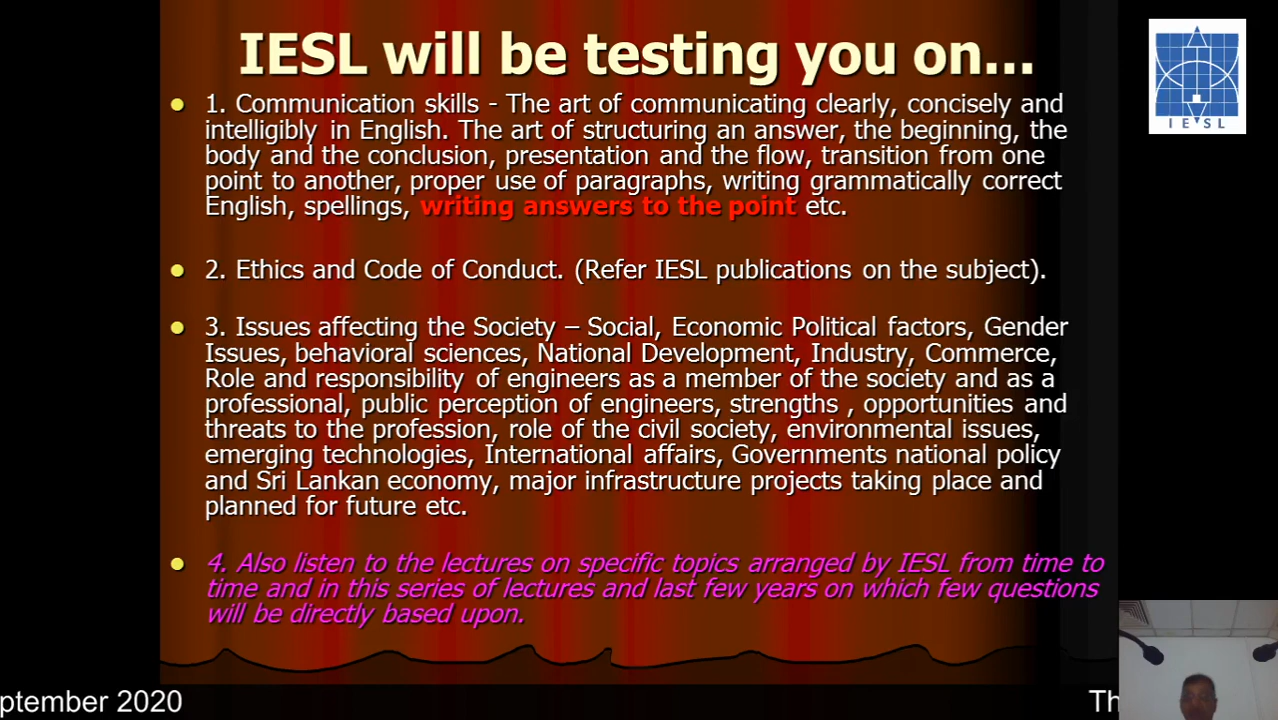 IESL will be testing you on...
1. Communication skills - The art of communicating clearly, concisely and
intelligibly in English. The art of structuring an answer, the beginning, the
body and the conclusion, presentation and the flow, transition from one
point to another, proper use of paragraphs, writing grammatically correct
English, spellings, writing answers to the point etc.
2. Ethics and Code of Conduct. (Refer IESL publications on the subject).
3. Issues affecting the Society – Social, Economic Political factors, Gender
Issues, behavioral sciences, National Development, Industry, Commerce,
Role and responsibility of engineers as a member of the society and as a
professional, public perception of engineers, strengths , opportunities and
threats to the profession, role of the civil society, environmental issues,
emerging technologies, International affairs, Governments national policy
and Sri Lankan economy, major infrastructure projects taking place and
planned for future etc.
4. Also listen to the lectures on specific topics arranged by IESL from time to
time and in this series of lectures and last few years on which few questions
will be directly based upon.
IESL
ptember 2020
Th